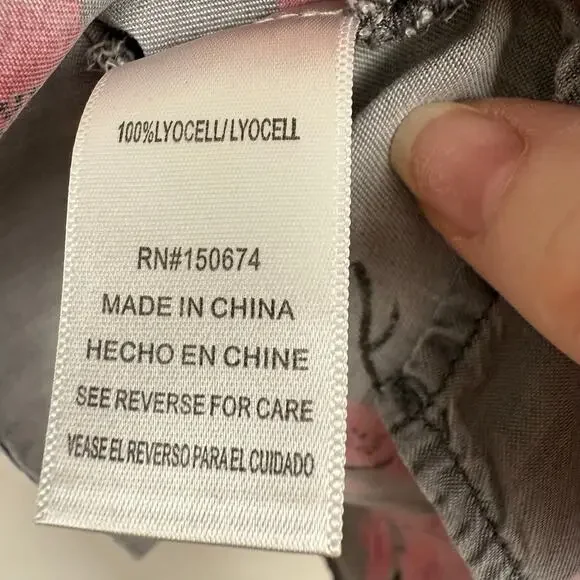 100%LYOCELL/LYOCELL
RN#150674
MADE IN CHINA
HECHO EN CHINE
SEE REVERSE FOR CARE
VEASE EL REVERSO PARA EL CUIDADO